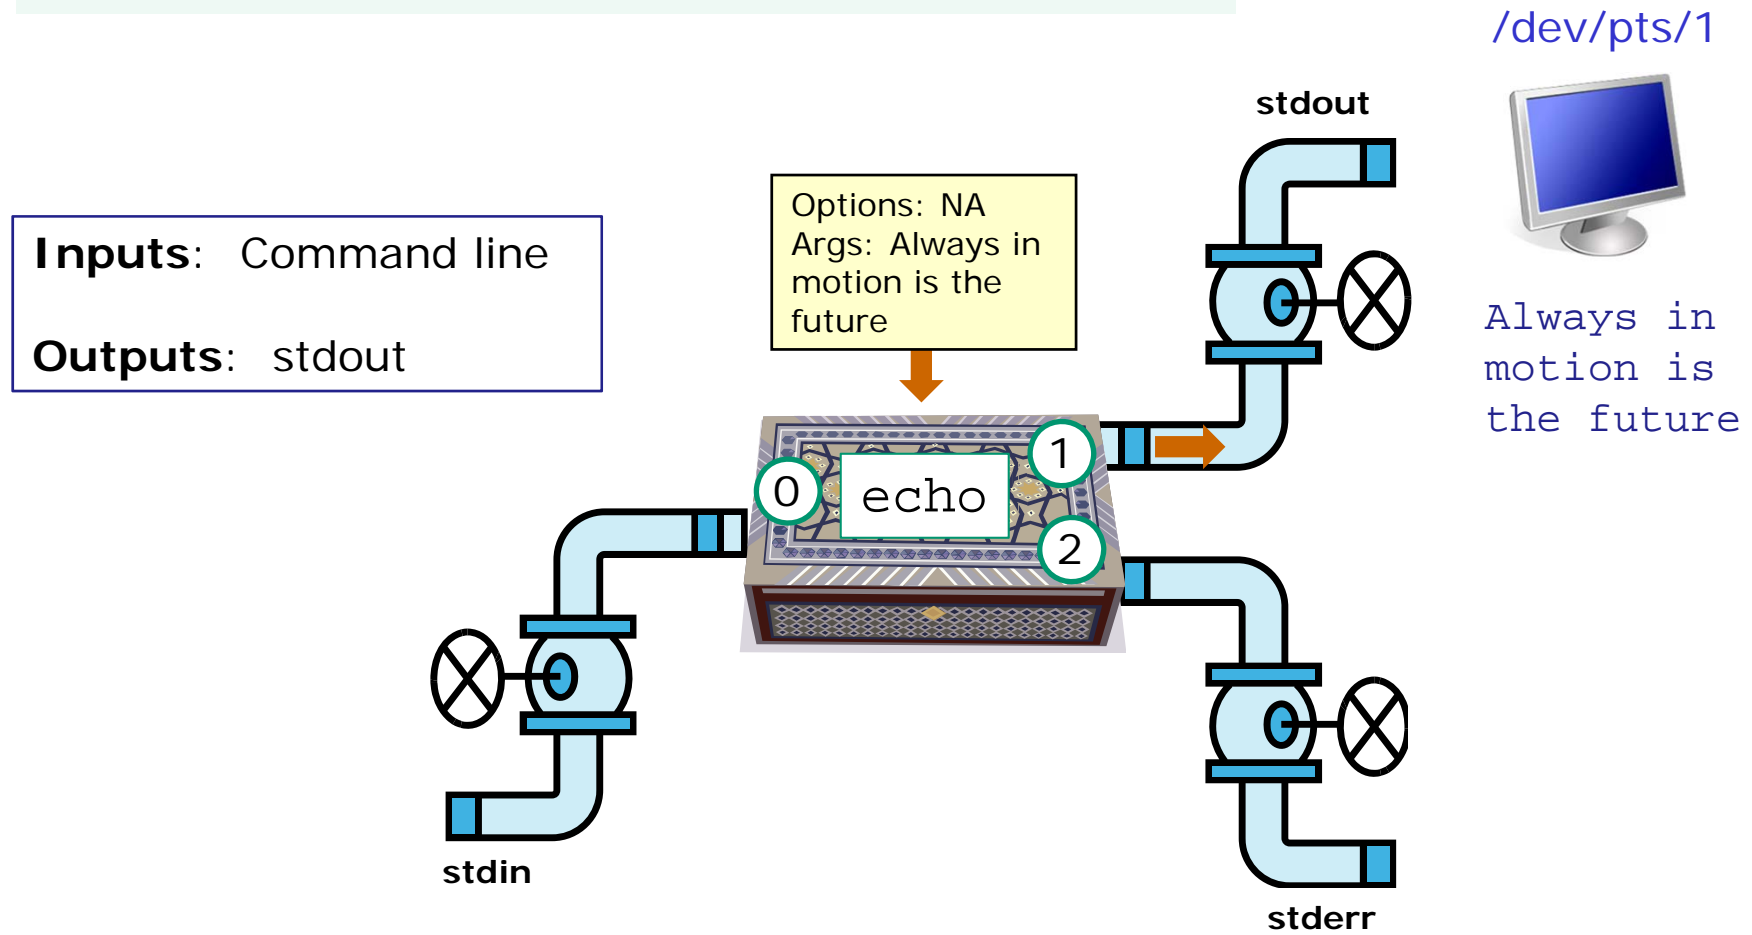 /dev/pts/1
stdout
Options: NA
Args: Always in
motion is the
future
Inputs: Command line
Outputs: stdout
Always in
motion is
the future
1
0
echo
2
stdin
stderr